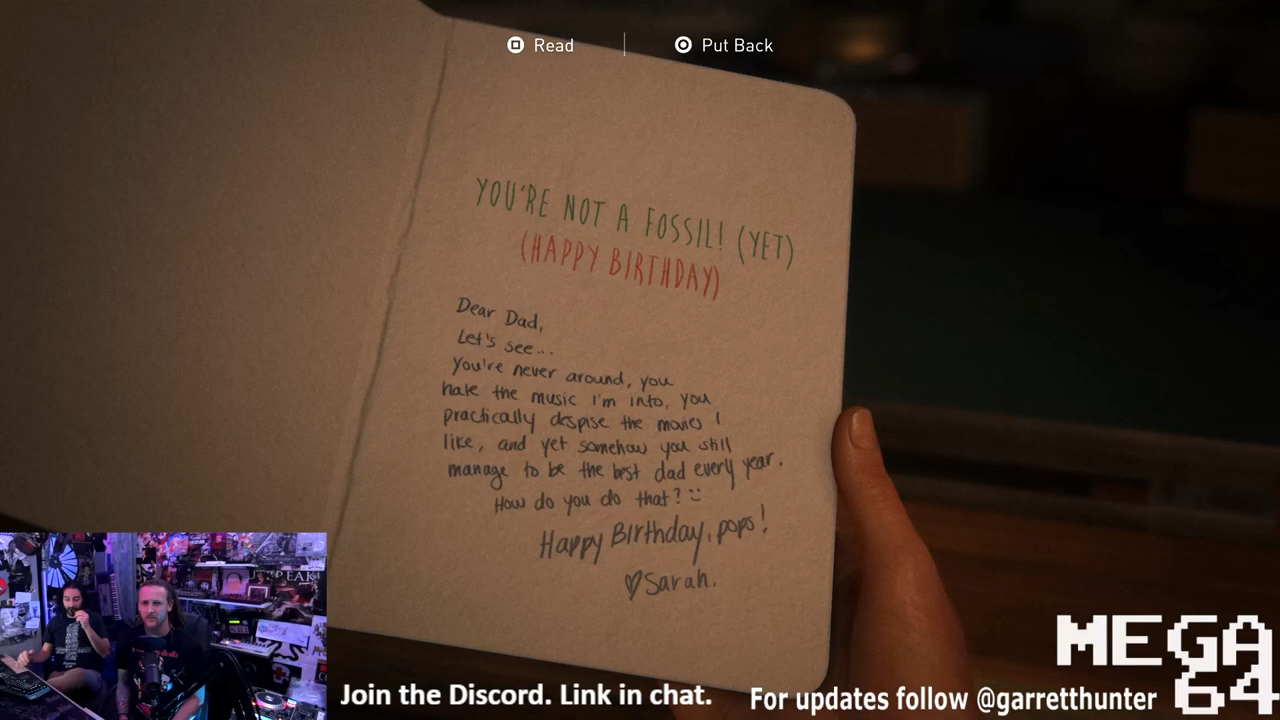 Read
Put Back
YOU'RE NOT A FOSSIL! (YET)
(HAPPY BIRTHDAY)
Dear Dad,
Let's see...
You're never around, you
hate the music I'm into, you
practically despise the movies I
like, and yet somehow you still
manage to be the best dad every year.
How do you do that? :)
Happy Birthday, pops!
♡Sarah.
Join the Discord. Link in chat.
For updates follow @garretthunter
MEGA
64